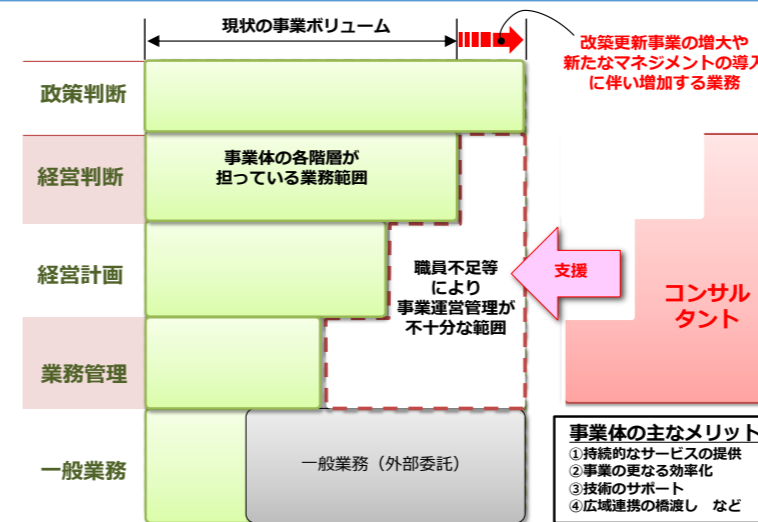 現状の事業ボリューム
改築更新事業の増大や
新たなマネジメントの導入
に伴い増加する業務
政策判断
経営判断
事業体の各階層が
担っている業務範囲
経営計画
職員不足等
により
事業運営管理が
不十分な範囲
支援
コンサル
タント
業務管理
一般業務
一般業務（外部委託）
事業体の主なメリット
①持続的なサービスの提供
②事業の更なる効率化
③技術のサポート
④広域連携の橋渡し　など